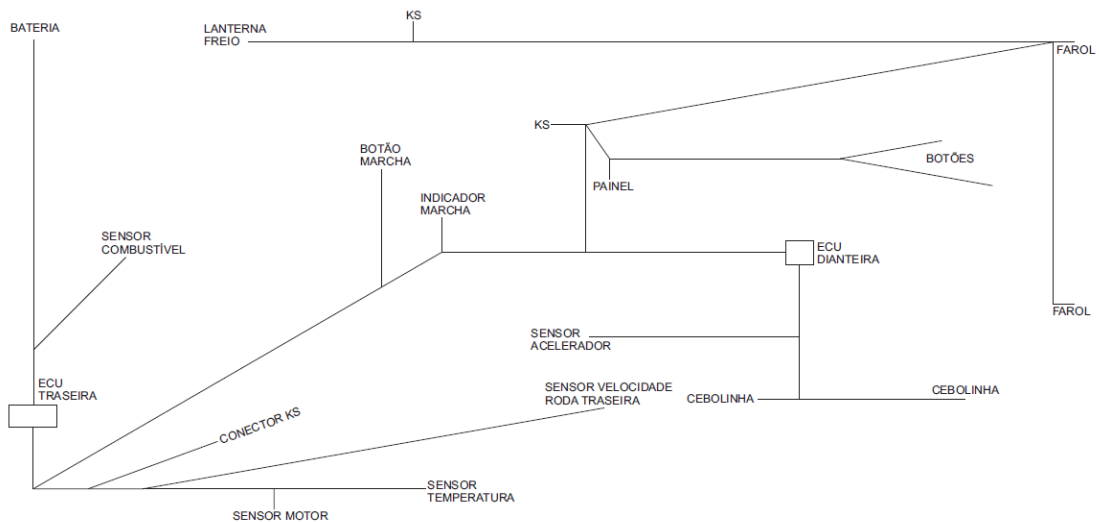 KS
BATERIA
LANTERNA
FREIO
FAROL
KS
BOTÃO
MARCHA
BOTÕES
PAINEL
INDICADOR
MARCHA
SENSOR
COMBUSTÍVEL
ECU
DIANTEIRA
FAROL
SENSOR
ACELERADOR
ECU
TRASEIRA
SENSOR VELOCIDADE
RODA TRASEIRA
CEBOLINHA
CEBOLINHA
CONECTOR KS
SENSOR
TEMPERATURA
SENSOR MOTOR